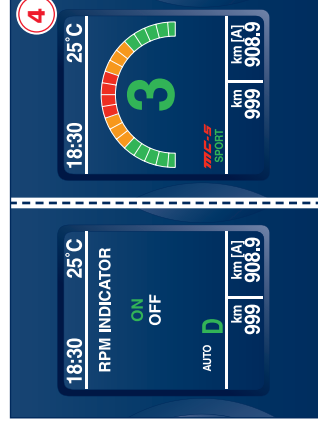 4
18:30 25°C
RPM INDICATOR
ON
OFF
AUTO D
km km [A]
999 908.9
18:30 25°C
3
MC-S
SPORT
km km [A]
999 908.9